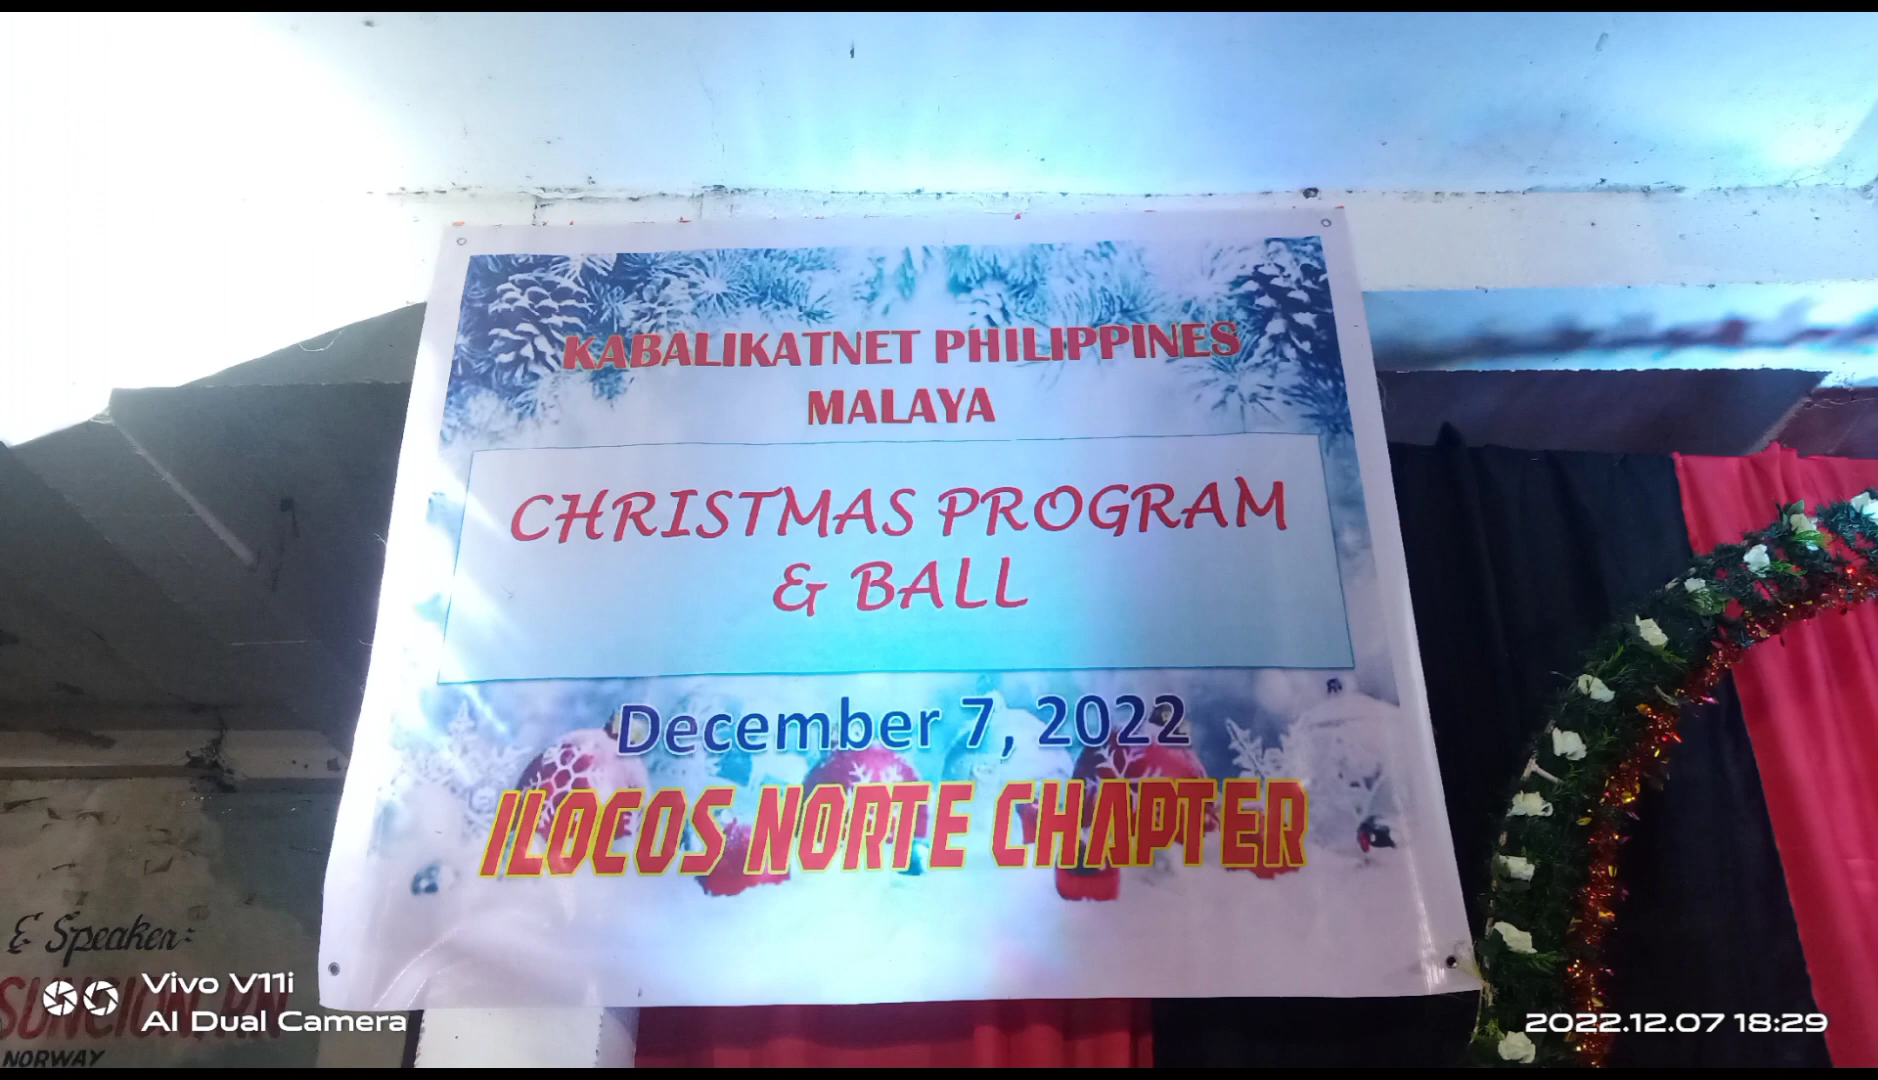 KABALIKATNET PHILIPPINES
MALAYA
CHRISTMAS PROGRAM
& BALL
December 7, 2022
ILOCOS NORTE CHAPTER
& Speaker:
NORWAY
Vivo V11i
AI Dual Camera
2022.12.07 18:29